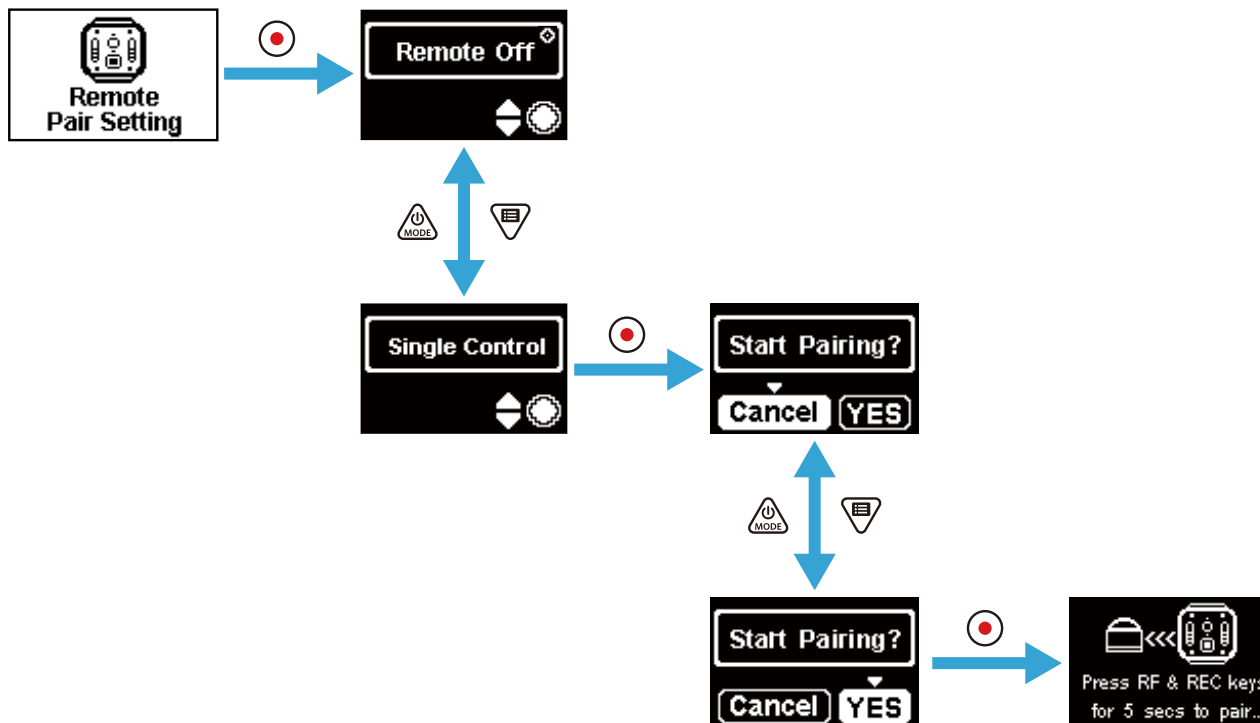 Remote
Pair Setting
Remote Off
MODE
Single Control
Start Pairing?
Cancel YES
MODE
Start Pairing?
Cancel YES
Press RF & REC keys
for 5 secs to pair.